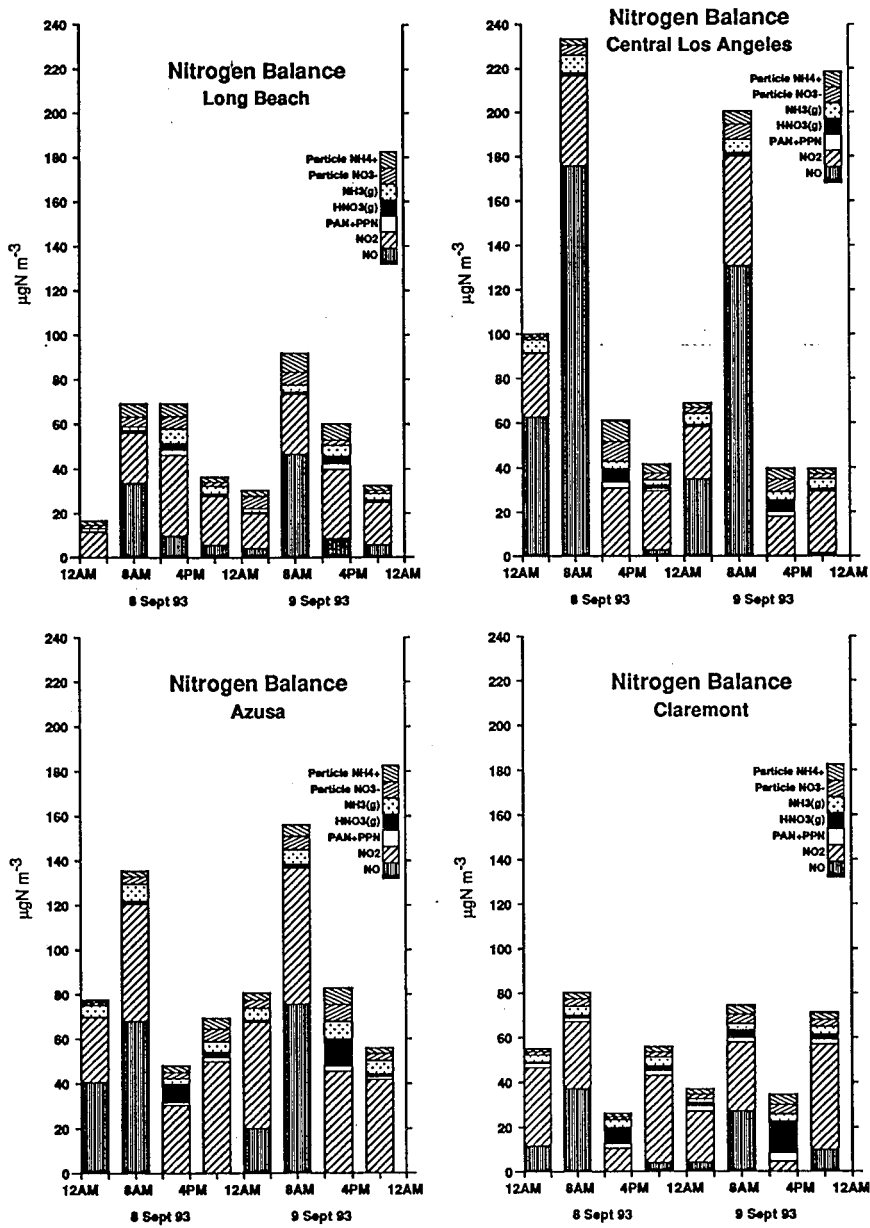 Nitrogen Balance
Long Beach
240
220
200
180
160
140
120
100
80
60
40
20
0
µgN m-3
Particle NH4+
Particle NO3-
NH3(g)
HNO3(g)
PAN+PPN
NO2
NO
12AM 8AM 4PM 12AM 8AM 4PM 12AM
8 Sept 93 9 Sept 93
Nitrogen Balance
Central Los Angeles
240
220
200
180
160
140
120
100
80
60
40
20
0
µgN m-3
Particle NH4+
Particle NO3-
NH3(g)
HNO3(g)
PAN+PPN
NO2
NO
12AM 8AM 4PM 12AM 8AM 4PM 12AM
8 Sept 93 9 Sept 93
Nitrogen Balance
Azusa
240
220
200
180
160
140
120
100
80
60
40
20
0
µgN m-3
Particle NH4+
Particle NO3-
NH3(g)
HNO3(g)
PAN+PPN
NO2
NO
12AM 8AM 4PM 12AM 8AM 4PM 12AM
8 Sept 93 9 Sept 93
Nitrogen Balance
Claremont
240
220
200
180
160
140
120
100
80
60
40
20
0
µgN m-3
Particle NH4+
Particle NO3-
NH3(g)
HNO3(g)
PAN+PPN
NO2
NO
12AM 8AM 4PM 12AM 8AM 4PM 12AM
8 Sept 93 9 Sept 93